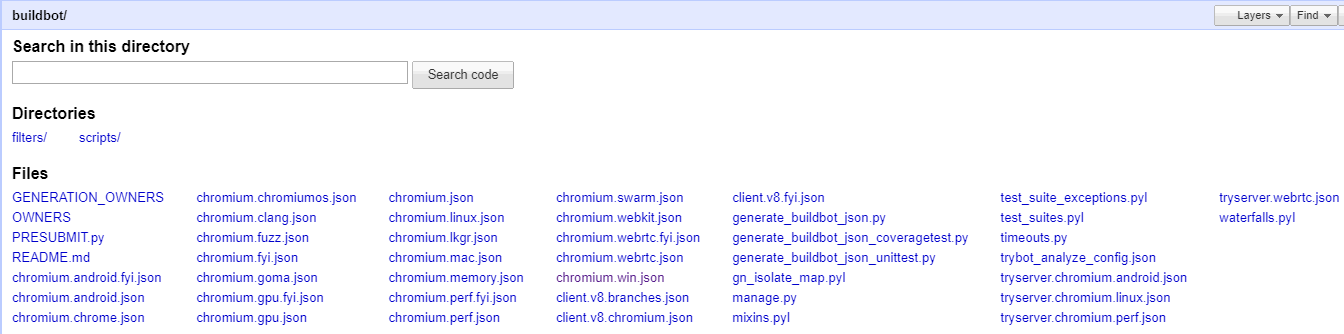 buildbot/
Layers
Find
Search in this directory
Search code
Directories
filters/ scripts/
Files
GENERATION_OWNERS chromium.chromiumos.json chromium.json chromium.swarm.json client.v8.fyi.json test_suite_exceptions.pyl tryserver.webrtc.json
OWNERS chromium.clang.json chromium.linux.json chromium.webkit.json generate_buildbot_json.py test_suites.pyl waterfalls.pyl
PRESUBMIT.py chromium.fuzz.json chromium.lkgr.json chromium.webrtc.fyi.json generate_buildbot_json_coveragetest.py timeouts.py
README.md chromium.fyi.json chromium.mac.json chromium.webrtc.json generate_buildbot_json_unittest.py trybot_analyze_config.json
chromium.android.fyi.json chromium.goma.json chromium.memory.json chromium.win.json gn_isolate_map.pyl tryserver.chromium.android.json
chromium.android.json chromium.gpu.fyi.json chromium.perf.fyi.json client.v8.branches.json manage.py tryserver.chromium.linux.json
chromium.chrome.json chromium.gpu.json chromium.perf.json client.v8.chromium.json mixins.pyl tryserver.chromium.perf.json